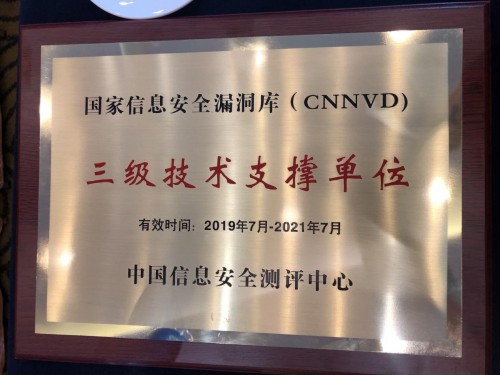 国家信息安全漏洞库（CNNVD)
三级技术支撑单位
有效时间：2019年7月-2021年7月
中国信息安全测评中心